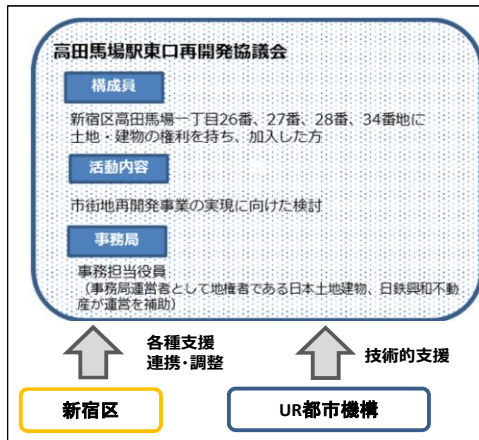 高田馬場駅東口再開発協議会
構成員
新宿区高田馬場一丁目26番、27番、28番、34番地に
土地・建物の権利を持ち、加入した方
活動内容
市街地再開発事業の実現に向けた検討
事務局
事務担当役員
（事務局運営者として地権者である日本土地建物、日鉄興和不動
産が運営を補助）
各種支援
連携・調整
技術的支援
新宿区
UR都市機構